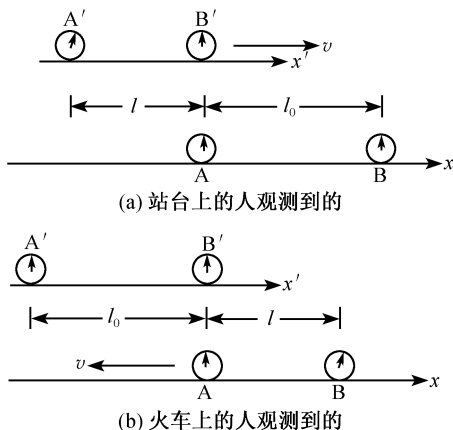 A′ B′
v
x′
l l₀
A B
x
(a) 站台上的人观测到的
A′ B′
x′
l₀ l
v
A B
x
(b) 火车上的人观测到的